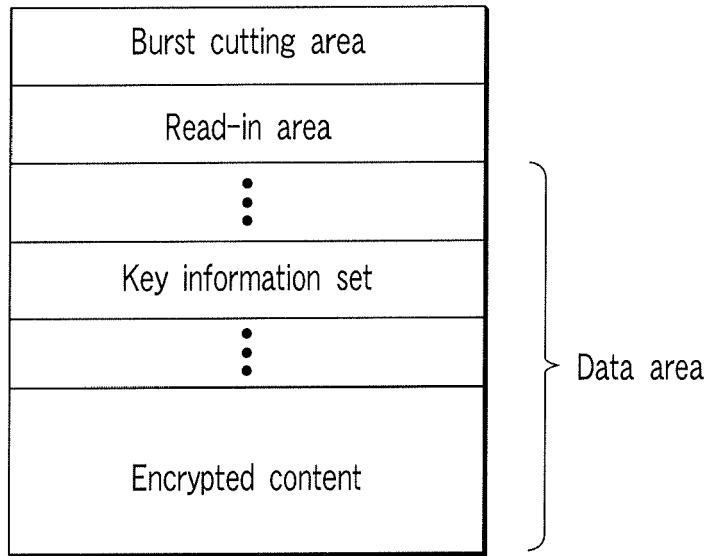 Burst cutting area
Read-in area
Key information set
Data area
Encrypted content